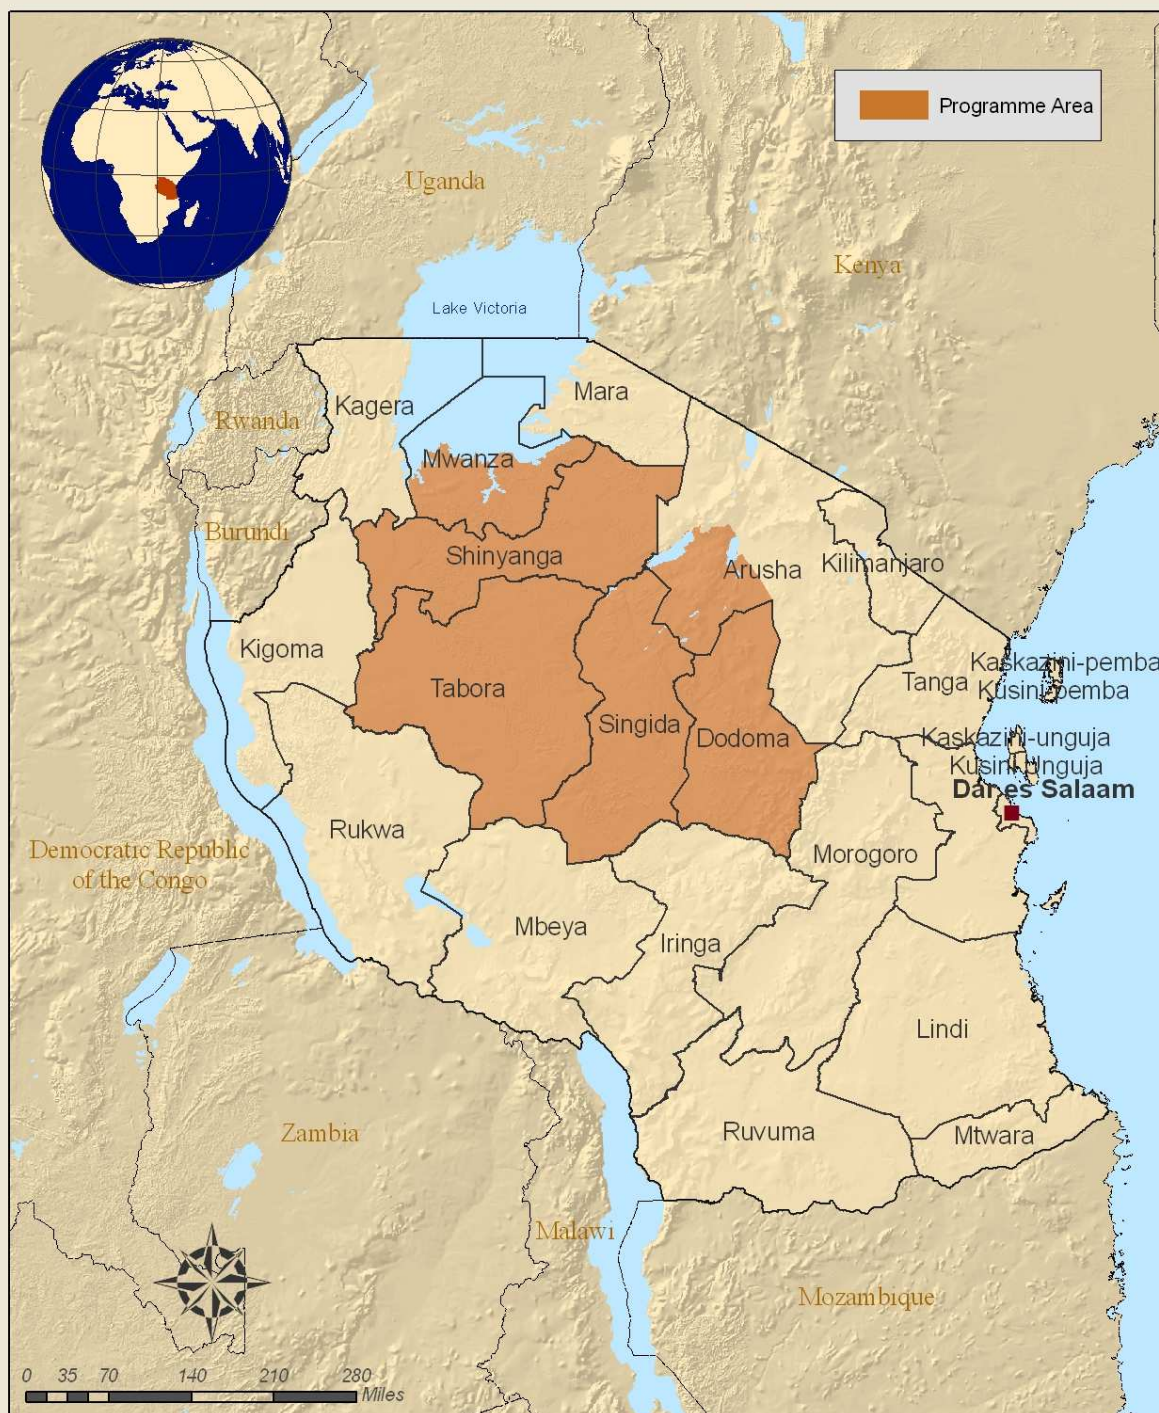 Programme Area
Uganda
Kenya
Lake Victoria
Mara
Kagera
Rwanda
Mwanza
Burundi
Shinyanga
Arusha
Kilimanjaro
Kigoma
Kaskazini-pemba
Tanga
Kusini-pemba
Tabora
Singida
Dodoma
Kaskazini-unguja
Kusini-Unguja
Dar es Salaam
Rukwa
Democratic Republic
of the Congo
Morogoro
Mbeya
Iringa
Lindi
Zambia
Ruvuma
Mtwara
Malawi
Mozambique
0 35 70 140 210 280
Miles